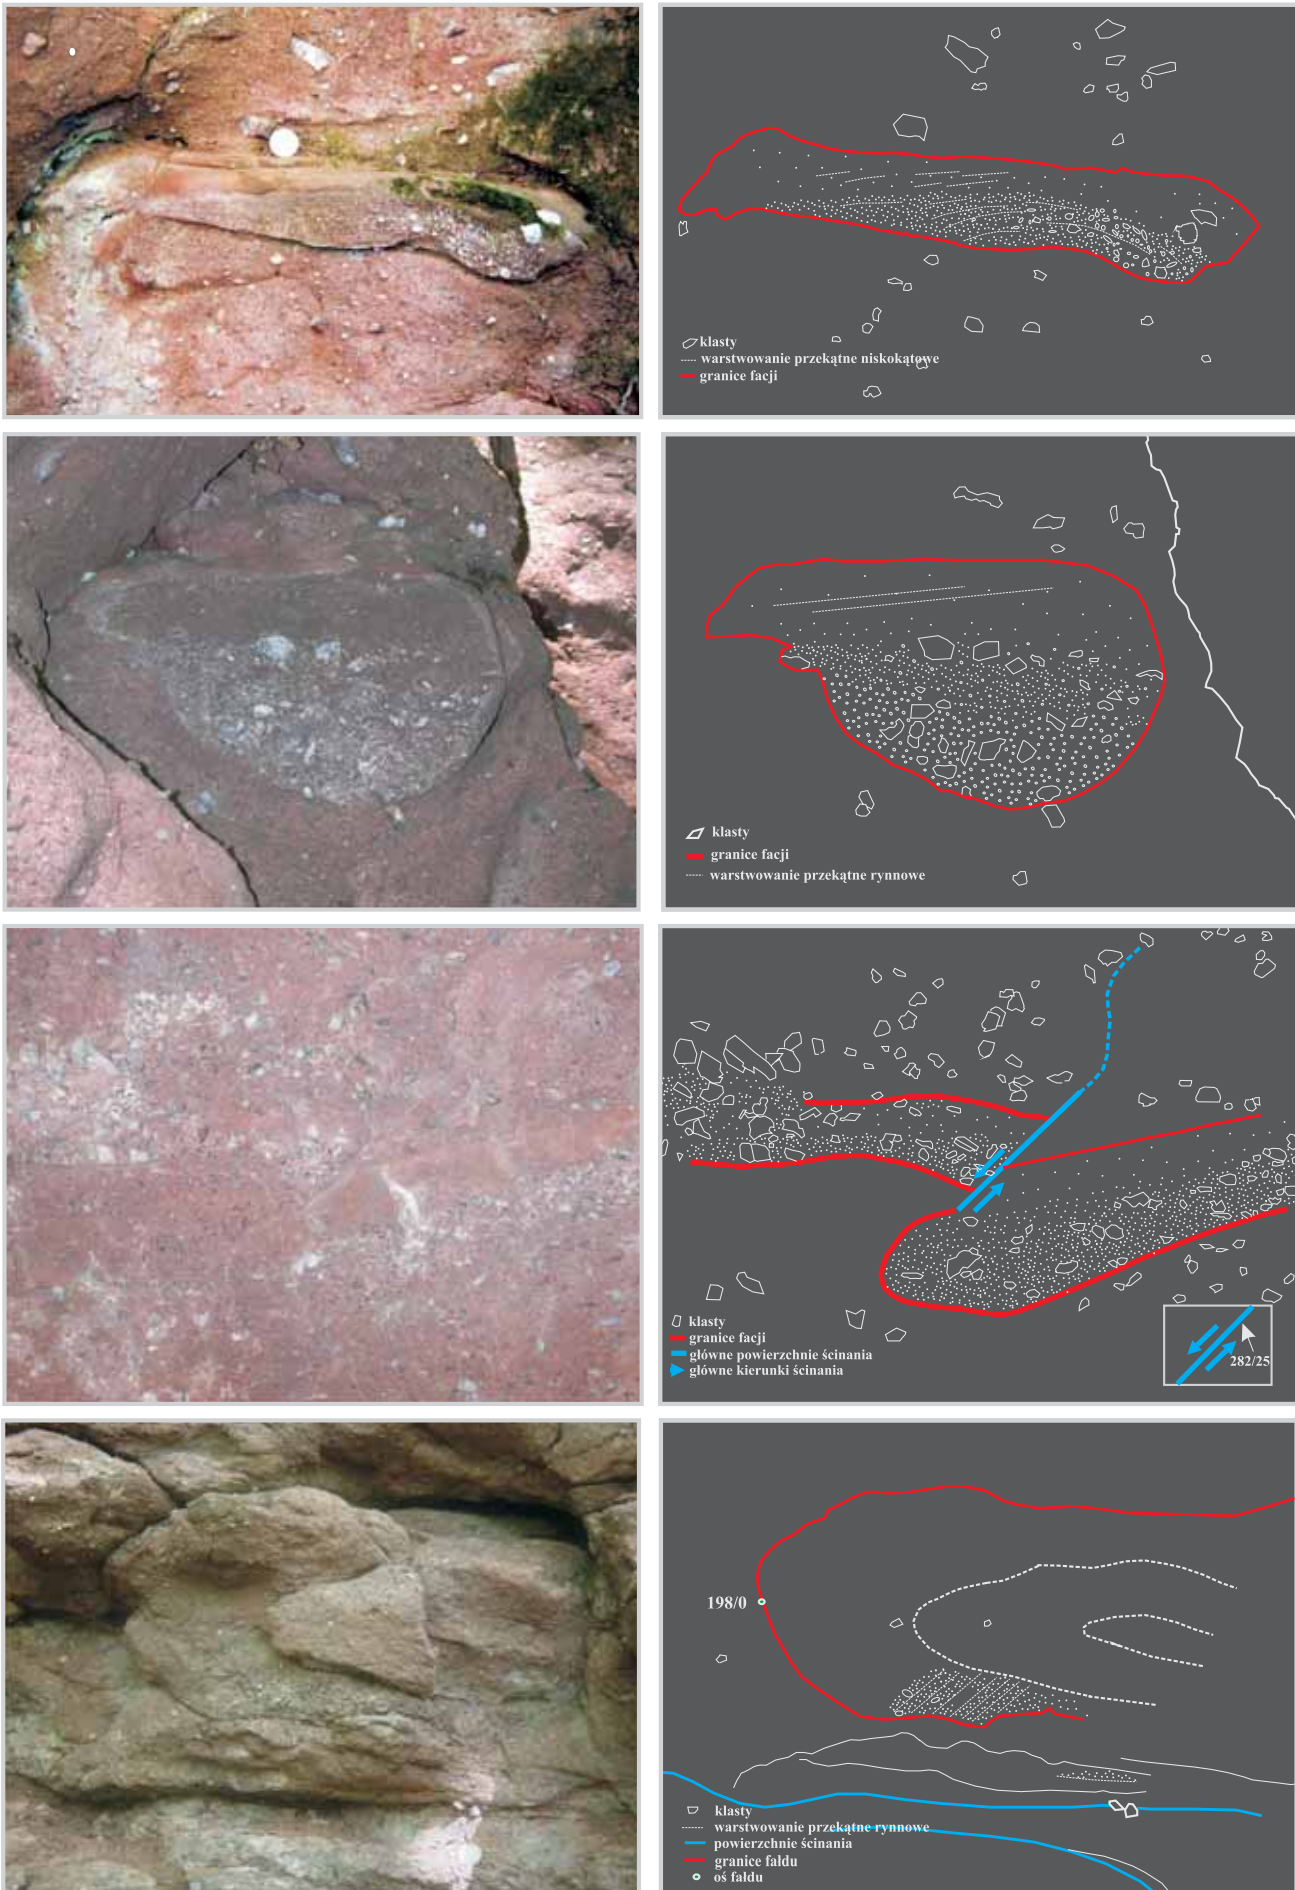 klasty
warstwowanie przekątne niskokątowe
granice facji
klasty
granice facji
warstwowanie przekątne rynnowe
klasty
granice facji
główne powierzchnie ścinania
główne kierunki ścinania
282/25
198/0
klasty
warstwowanie przekątne rynnowe
powierzchnie ścinania
granice fałdu
oś fałdu